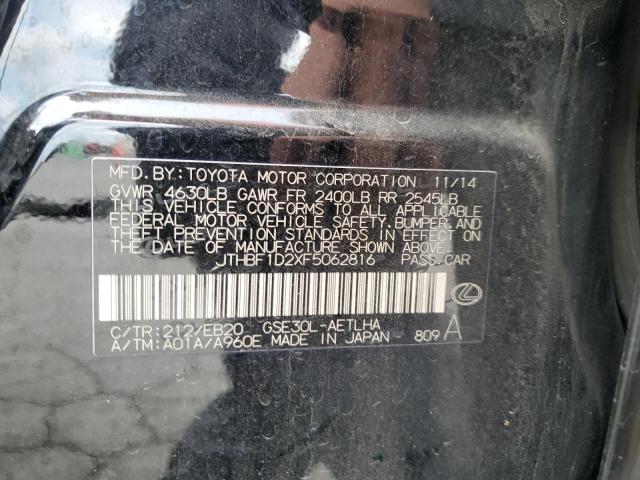 MFD. BY: TOYOTA MOTOR CORPORATION 11/14
GVWR 4630LB GAWR FR 2400LB RR 2545LB
THIS VEHICLE CONFORMS TO ALL APPLICABLE
FEDERAL MOTOR VEHICLE SAFETY, BUMPER, AND
THEFT PREVENTION STANDARDS IN EFFECT ON
THE DATE OF MANUFACTURE SHOWN ABOVE.
JTHBF1D2XF5062816 PASS.CAR
C/TR: 212/EB20 GSE30L-AETLHA
A/TM: A01A/A960E MADE IN JAPAN 809 A